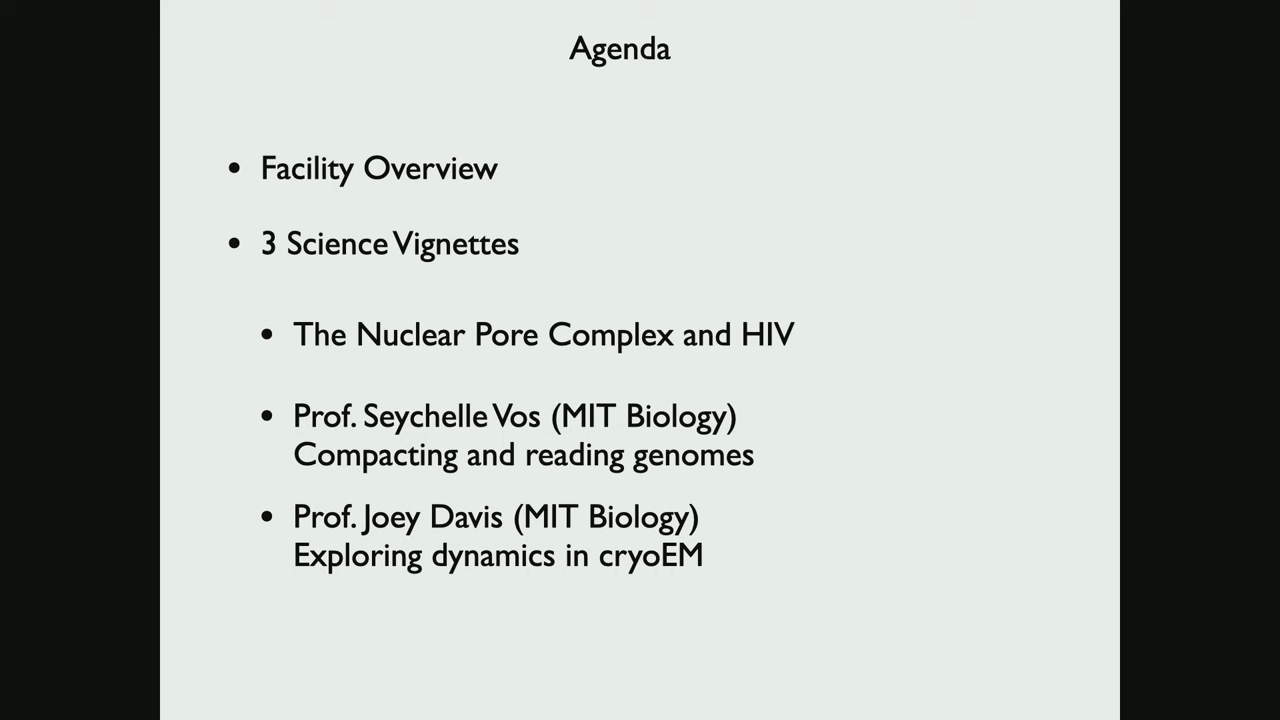 Agenda
• Facility Overview
• 3 Science Vignettes
• The Nuclear Pore Complex and HIV
• Prof. Seychelle Vos (MIT Biology)
Compacting and reading genomes
• Prof. Joey Davis (MIT Biology)
Exploring dynamics in cryoEM